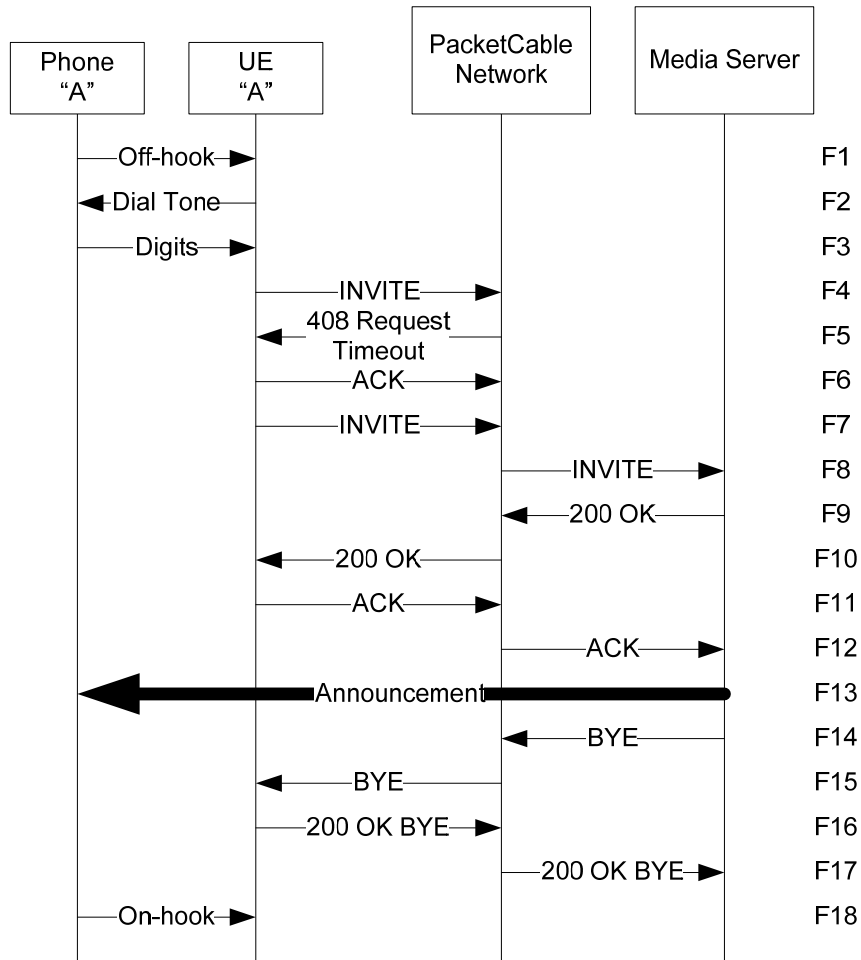 Phone
“A”
UE
“A”
PacketCable
Network
Media Server
Off-hook F1
Dial Tone F2
Digits F3
INVITE F4
408 Request
Timeout F5
ACK F6
INVITE F7
INVITE F8
200 OK F9
200 OK F10
ACK F11
ACK F12
Announcement F13
BYE F14
BYE F15
200 OK BYE F16
200 OK BYE F17
On-hook F18